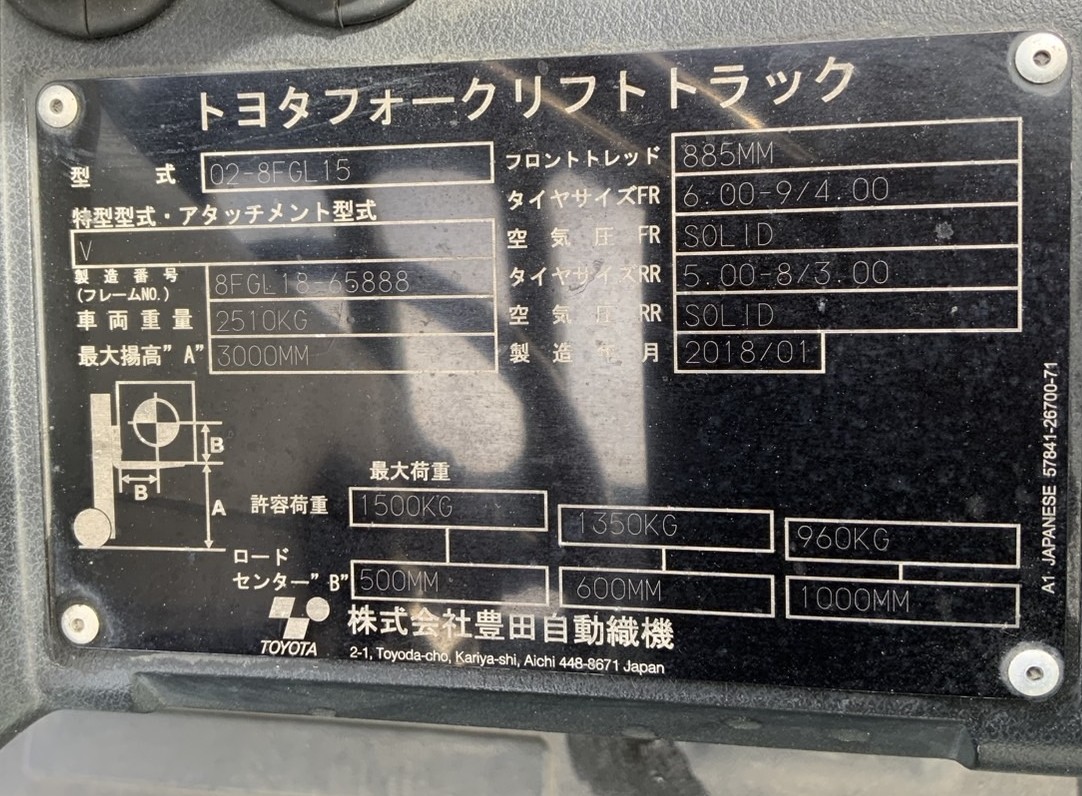 トヨタフォークリフトトラック
型 式 02-8FGL15
特型型式・アタッチメント型式
V
製造番号 8FGL18-65888
(フレームNO.)
車両重量 2510KG
最大揚高"A" 3000MM
フロントトレッド 885MM
タイヤサイズFR 6.00-9/4.00
空気圧 FR SOLID
タイヤサイズRR 5.00-8/3.00
空気圧 RR SOLID
製造年月 2018/01
B
B
A
最大荷重
許容荷重 1500KG 1350KG 960KG
ロード
センター"B" 500MM 600MM 1000MM
TOYOTA
株式会社豊田自動織機
2-1, Toyoda-cho, Kariya-shi, Aichi 448-8671 Japan
A1 JAPANESE 57841-26700-71